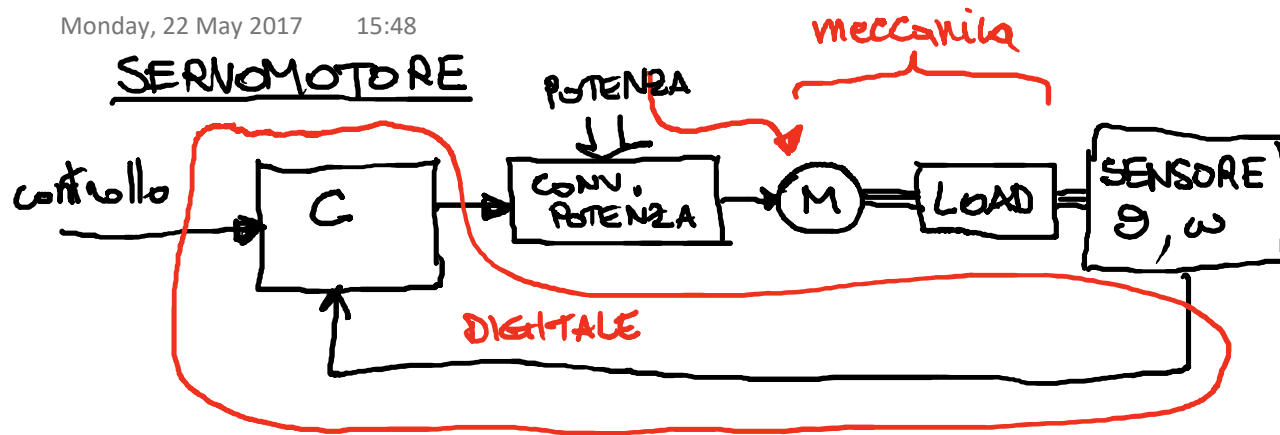 Monday, 22 May 2017 15:48
SERVOMOTORE
meccanica
POTENZA
controllo
C
CONV.
POTENZA
M
LOAD
SENSORE
θ, ω
DIGITALE